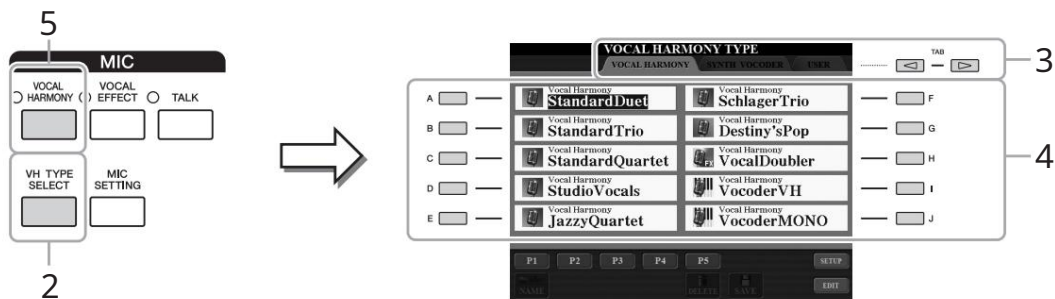 5
MIC
VOCAL HARMONY
VOCAL EFFECT
TALK
VH TYPE SELECT
MIC SETTING
2
VOCAL HARMONY TYPE
VOCAL HARMONY SYNTH VOCODER USER
TAB
3
A Vocal Harmony StandardDuet
Vocal Harmony SchlagerTrio F
B Vocal Harmony StandardTrio
Vocal Harmony Destiny'sPop G
C Vocal Harmony StandardQuartet
Vocal Harmony VocalDoubler H
FX
4
D Vocal Harmony StudioVocals
Vocal Harmony VocoderVH I
E Vocal Harmony JazzyQuartet
Vocal Harmony VocoderMONO J
P1 P2 P3 P4 P5 SETUP
NAME DELETE SAVE EDIT